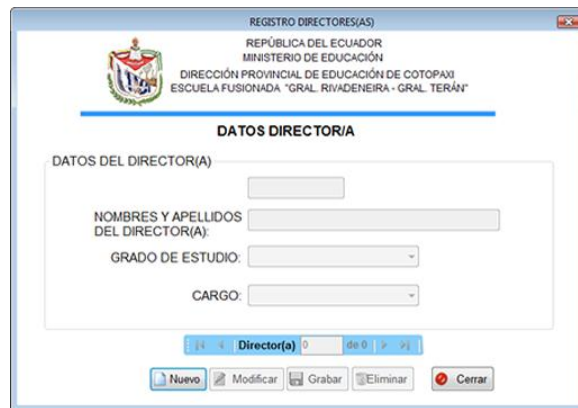 REGISTRO DIRECTORES(AS)
REPÚBLICA DEL ECUADOR
MINISTERIO DE EDUCACIÓN
DIRECCIÓN PROVINCIAL DE EDUCACIÓN DE COTOPAXI
ESCUELA FUSIONADA "GRAL. RIVADENEIRA - GRAL. TERÁN"
DATOS DIRECTOR/A
DATOS DEL DIRECTOR(A)
NOMBRES Y APELLIDOS
DEL DIRECTOR(A):
GRADO DE ESTUDIO:
CARGO:
Director(a) 0 de 0
Nuevo Modificar Grabar Eliminar Cerrar